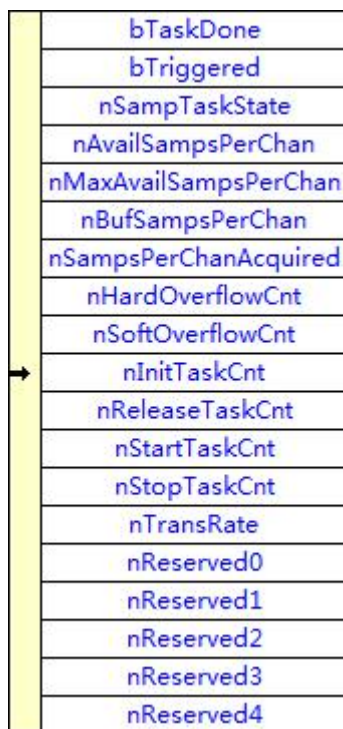 bTaskDone
bTriggered
nSampTaskState
nAvailSampsPerChan
nMaxAvailSampsPerChan
nBufSampsPerChan
nSampsPerChanAcquired
nHardOverflowCnt
nSoftOverflowCnt
nInitTaskCnt
nReleaseTaskCnt
nStartTaskCnt
nStopTaskCnt
nTransRate
nReserved0
nReserved1
nReserved2
nReserved3
nReserved4